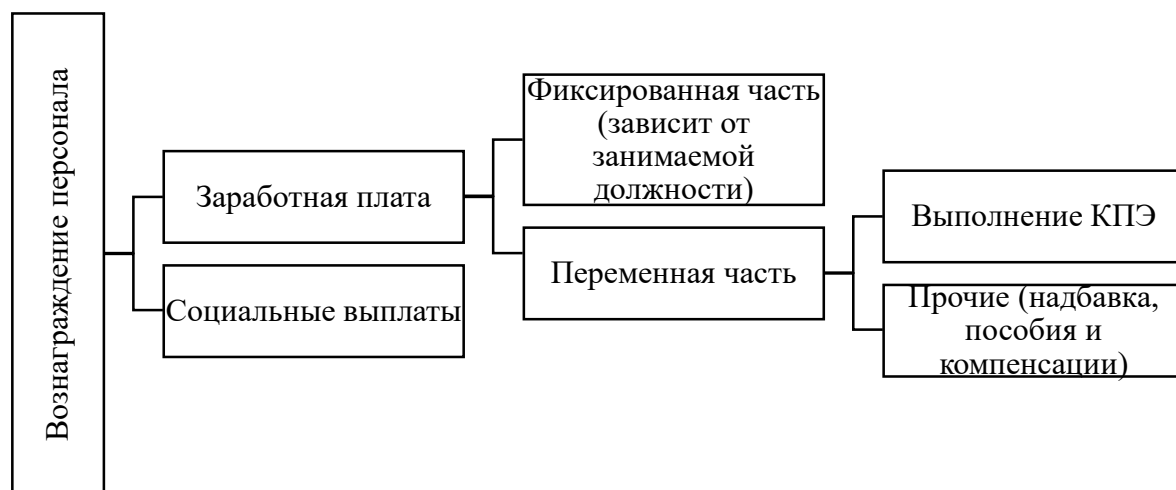 Вознаграждение персонала
Заработная плата
Социальные выплаты
Фиксированная часть
(зависит от
занимаемой
должности)
Переменная часть
Выполнение КПЭ
Прочие (надбавка,
пособия и
компенсации)